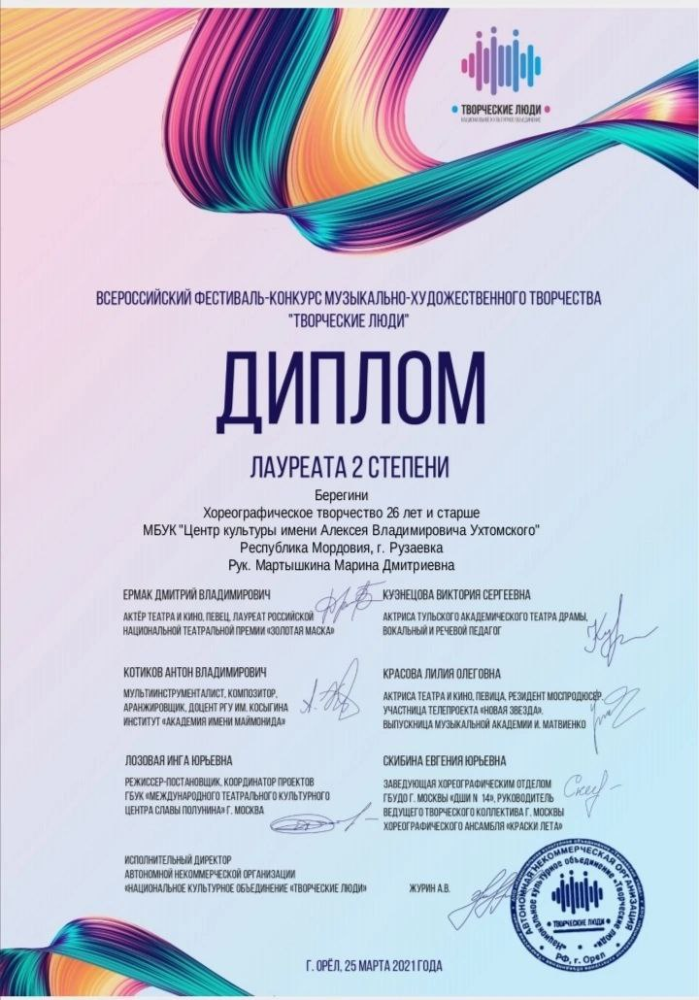 ТВОРЧЕСКИЕ ЛЮДИ
НАЦИОНАЛЬНОЕ КУЛЬТУРНОЕ ОБЪЕДИНЕНИЕ
ВСЕРОССИЙСКИЙ ФЕСТИВАЛЬ-КОНКУРС МУЗЫКАЛЬНО-ХУДОЖЕСТВЕННОГО ТВОРЧЕСТВА
"ТВОРЧЕСКИЕ ЛЮДИ"
ДИПЛОМ
ЛАУРЕАТА 2 СТЕПЕНИ
Берегини
Хореографическое творчество 26 лет и старше
МБУК "Центр культуры имени Алексея Владимировича Ухтомского"
Республика Мордовия, г. Рузаевка
Рук. Мартышкина Марина Дмитриевна
ЕРМАК ДМИТРИЙ ВЛАДИМИРОВИЧ
АКТЁР ТЕАТРА И КИНО, ПЕВЕЦ, ЛАУРЕАТ РОССИЙСКОЙ
НАЦИОНАЛЬНОЙ ТЕАТРАЛЬНОЙ ПРЕМИИ «ЗОЛОТАЯ МАСКА»
КУЗНЕЦОВА ВИКТОРИЯ СЕРГЕЕВНА
АКТРИСА ТУЛЬСКОГО АКАДЕМИЧЕСКОГО ТЕАТРА ДРАМЫ,
ВОКАЛЬНЫЙ И РЕЧЕВОЙ ПЕДАГОГ
КОТИКОВ АНТОН ВЛАДИМИРОВИЧ
МУЛЬТИИНСТРУМЕНТАЛИСТ, КОМПОЗИТОР,
АРАНЖИРОВЩИК, ДОЦЕНТ РГУ ИМ. КОСЫГИНА
ИНСТИТУТ «АКАДЕМИЯ ИМЕНИ МАЙМОНИДА»
КРАСОВА ЛИЛИЯ ОЛЕГОВНА
АКТРИСА ТЕАТРА И КИНО, ПЕВИЦА, РЕЗИДЕНТ МОСПРОДЮСЕР.
УЧАСТНИЦА ТЕЛЕПРОЕКТА «НОВАЯ ЗВЕЗДА».
ВЫПУСКНИЦА МУЗЫКАЛЬНОЙ АКАДЕМИИ И. МАТВИЕНКО
ЛОЗОВАЯ ИНГА ЮРЬЕВНА
РЕЖИССЕР-ПОСТАНОВЩИК, КООРДИНАТОР ПРОЕКТОВ
ГБУК «МЕЖДУНАРОДНОГО ТЕАТРАЛЬНОГО КУЛЬТУРНОГО
ЦЕНТРА СЛАВЫ ПОЛУНИНА» Г. МОСКВА
СКИБИНА ЕВГЕНИЯ ЮРЬЕВНА
ЗАВЕДУЮЩАЯ ХОРЕОГРАФИЧЕСКИМ ОТДЕЛОМ
ГБУДО Г. МОСКВЫ «ДШИ N 14», РУКОВОДИТЕЛЬ
ВЕДУЩЕГО ТВОРЧЕСКОГО КОЛЛЕКТИВА Г. МОСКВЫ
ХОРЕОГРАФИЧЕСКОГО АНСАМБЛЯ «КРАСКИ ЛЕТА»
ИСПОЛНИТЕЛЬНЫЙ ДИРЕКТОР
АВТОНОМНОЙ НЕКОММЕРЧЕСКОЙ ОРГАНИЗАЦИИ
«НАЦИОНАЛЬНОЕ КУЛЬТУРНОЕ ОБЪЕДИНЕНИЕ «ТВОРЧЕСКИЕ ЛЮДИ»
ЖУРИН А.В.
АВТОНОМНАЯ НЕКОММЕРЧЕСКАЯ ОРГАНИЗАЦИЯ
Национальное культурное объединение «Творческие люди»
ТВОРЧЕСКИЕ ЛЮДИ
РФ, г. Орел
Г. ОРЁЛ, 25 МАРТА 2021 ГОДА